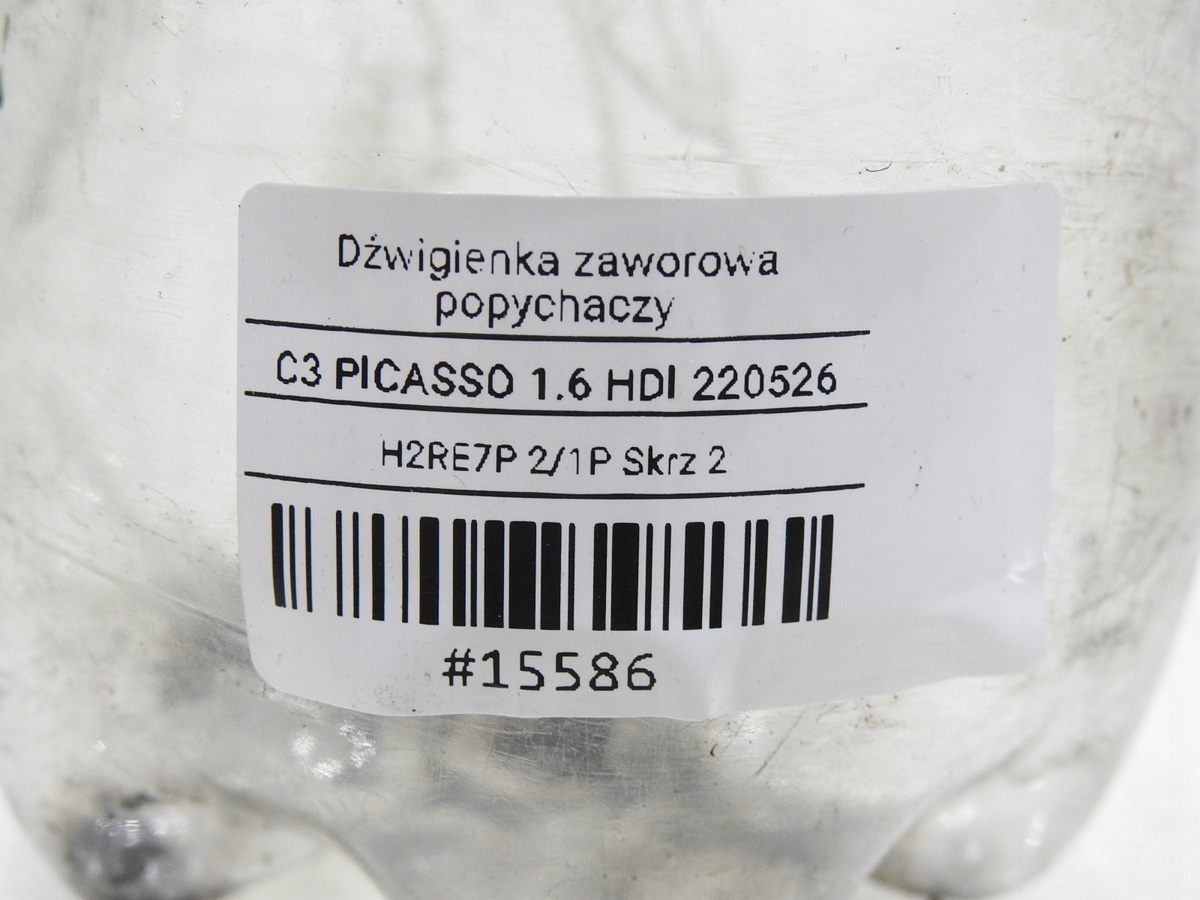 Dźwigienka zaworowa
popychaczy
C3 PICASSO 1.6 HDI 220526
H2RE7P 2/1P Skrz 2
#15586